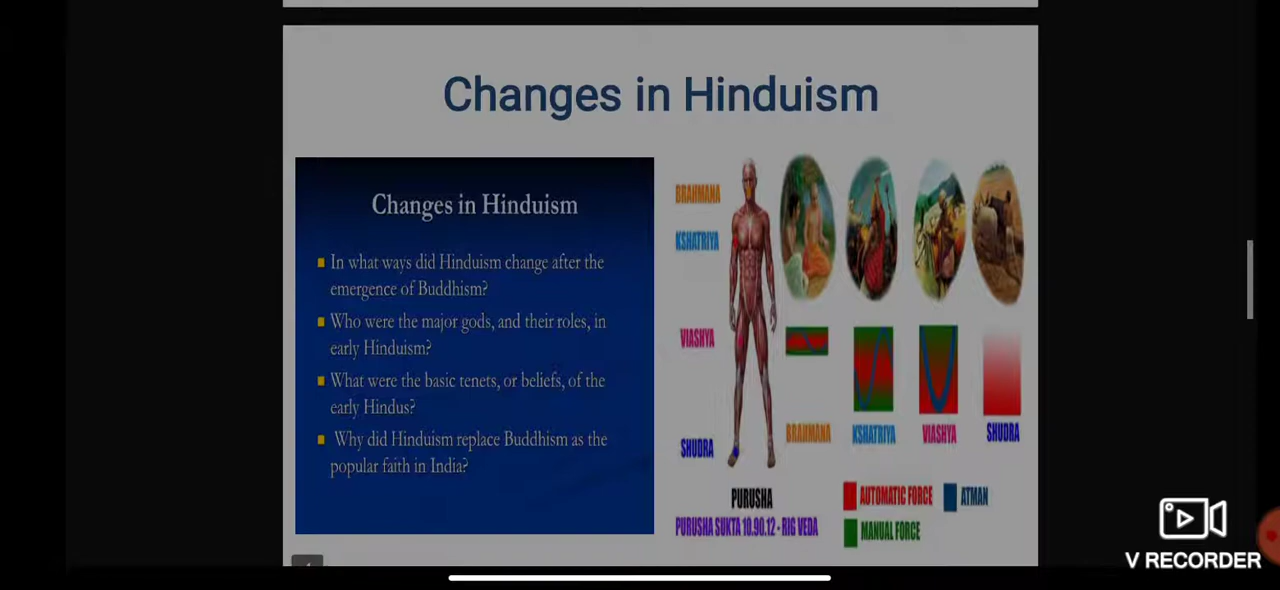 Changes in Hinduism
Changes in Hinduism
In what ways did Hinduism change after the
emergence of Buddhism?
Who were the major gods, and their roles, in
early Hinduism?
What were the basic tenets, or beliefs, of the
early Hindus?
Why did Hinduism replace Buddhism as the
popular faith in India?
BRAHMANA
KSHATRIYA
VIASHYA
SHUDRA
BRAHMANA
KSHATRIYA
VIASHYA
SHUDRA
PURUSHA
PURUSHA SUKTA 10.90.12 - RIG VEDA
AUTOMATIC FORCE
ATMAN
MANUAL FORCE
V RECORDER